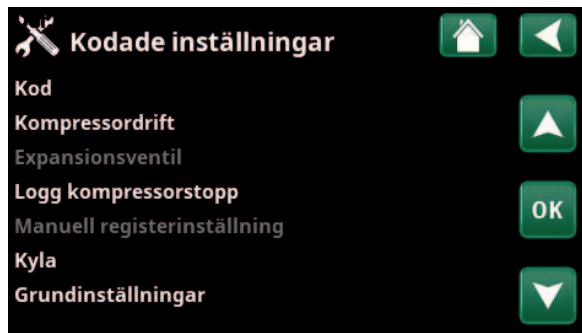 Kodade inställningar
Kod
Kompressordrift
Expansionsventil
Logg kompressorstopp
OK
Manuell registerinställning
Kyla
Grundinställningar